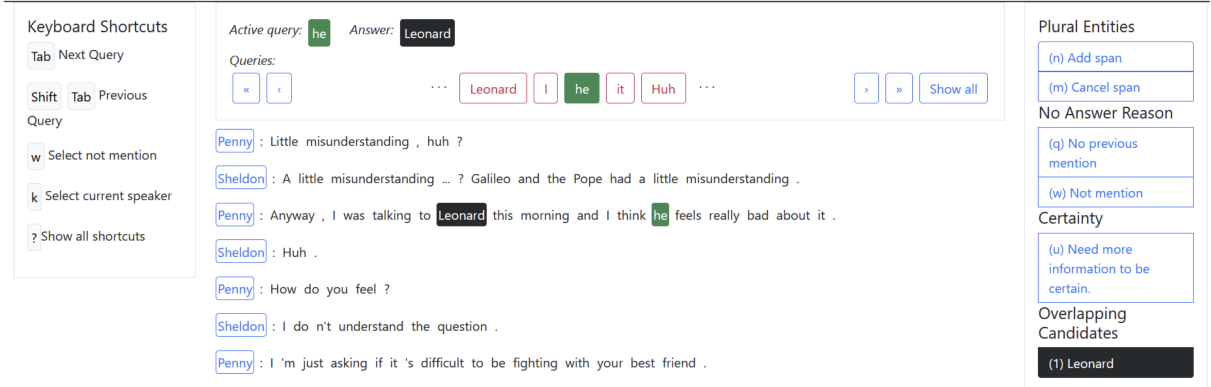 Keyboard Shortcuts
Tab Next Query
Shift Tab Previous
Query
w Select not mention
k Select current speaker
? Show all shortcuts
Active query: he Answer: Leonard
Queries:
« ‹ ... Leonard I he it Huh ... › » Show all
Penny : Little misunderstanding , huh ?
Sheldon : A little misunderstanding ... ? Galileo and the Pope had a little misunderstanding .
Penny : Anyway , I was talking to Leonard this morning and I think he feels really bad about it .
Sheldon : Huh .
Penny : How do you feel ?
Sheldon : I do n't understand the question .
Penny : I 'm just asking if it 's difficult to be fighting with your best friend .
Plural Entities
(n) Add span
(m) Cancel span
No Answer Reason
(q) No previous
mention
(w) Not mention
Certainty
(u) Need more
information to be
certain.
Overlapping
Candidates
(1) Leonard